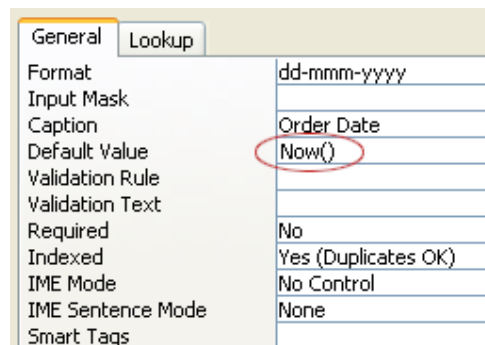 General Lookup
Format dd-mmm-yyyy
Input Mask
Caption Order Date
Default Value Now()
Validation Rule
Validation Text
Required No
Indexed Yes (Duplicates OK)
IME Mode No Control
IME Sentence Mode None
Smart Tags